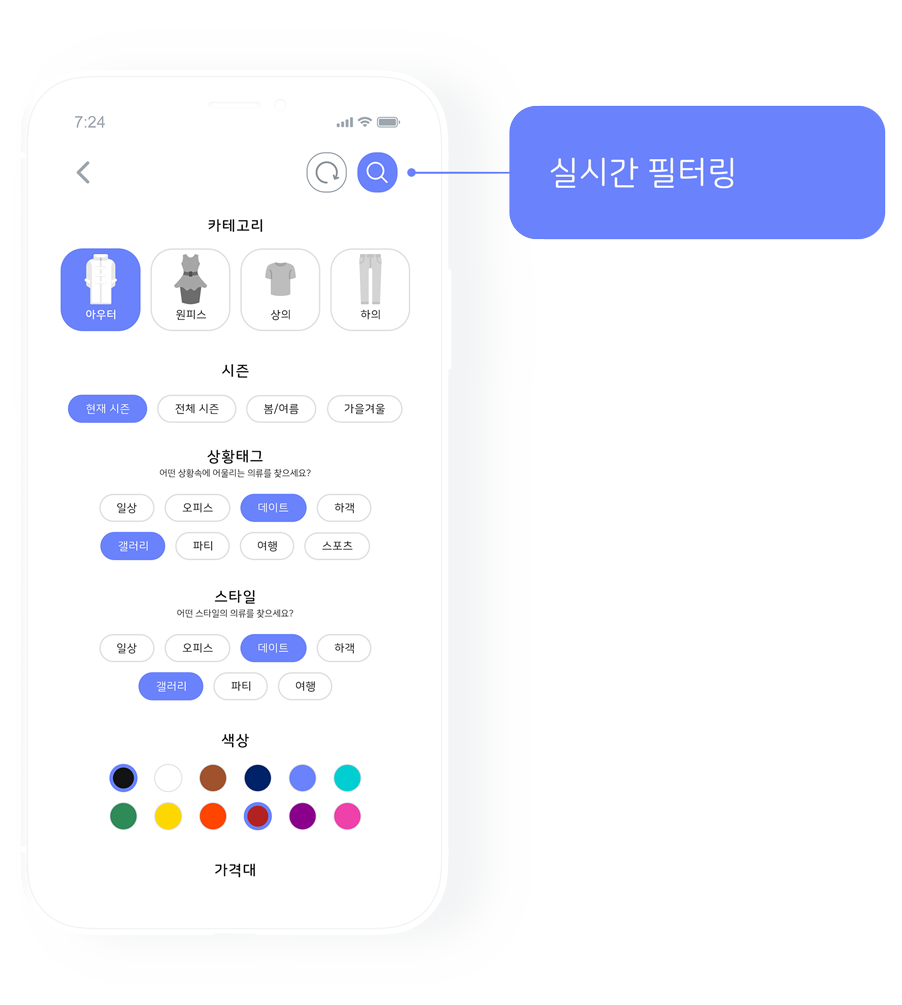 7:24
실시간 필터링
카테고리
아우터 원피스 상의 하의
시즌
현재 시즌 전체 시즌 봄/여름 가을겨울
상황태그
어떤 상황속에 어울리는 의류를 찾으세요?
일상 오피스 데이트 하객
갤러리 파티 여행 스포츠
스타일
어떤 스타일의 의류를 찾으세요?
일상 오피스 데이트 하객
갤러리 파티 여행
색상
가격대